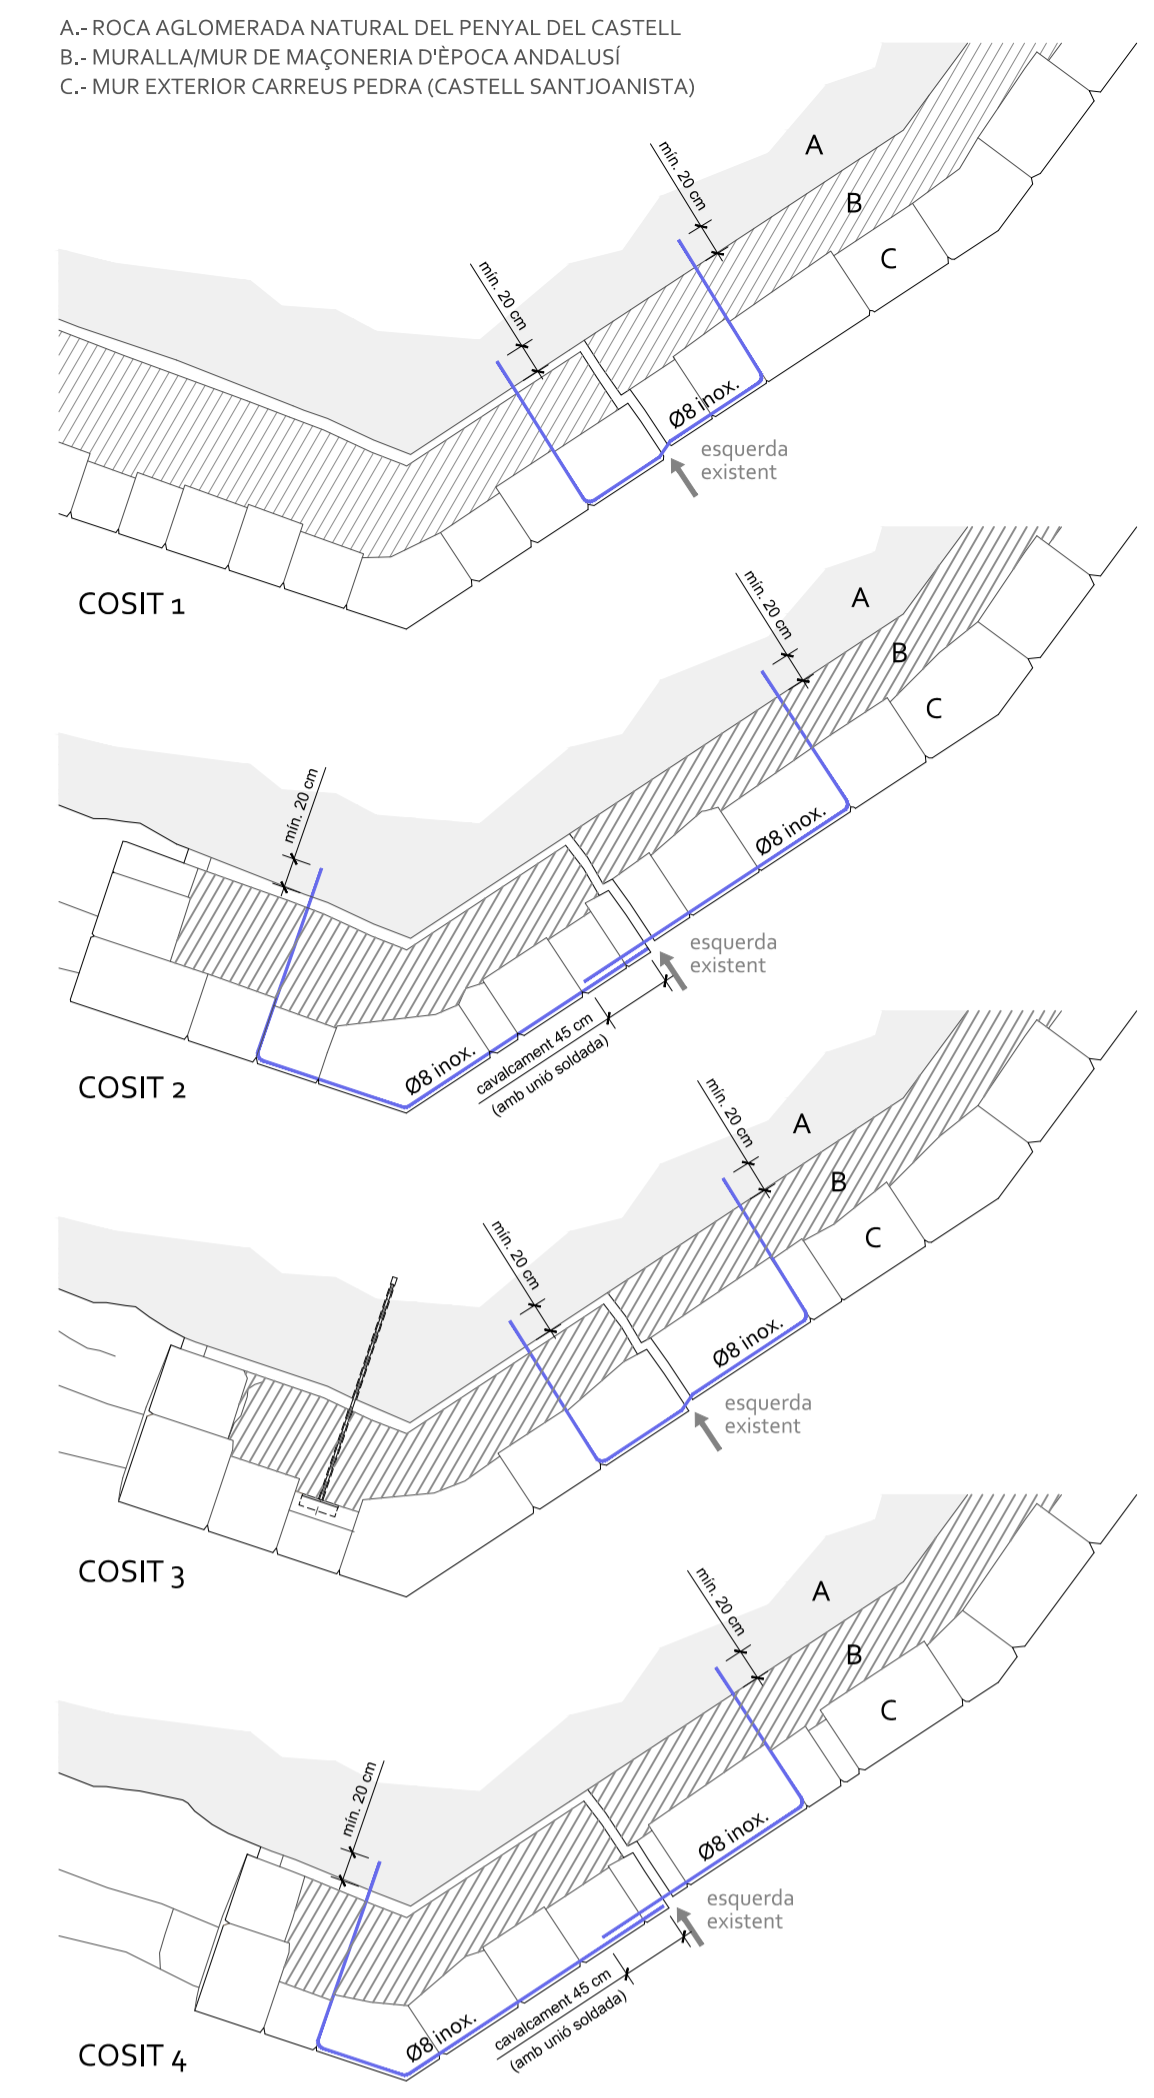 A.- ROCA AGLOMERADA NATURAL DEL PENYAL DEL CASTELL
B.- MURALLA/MUR DE MAÇONERIA D'ÈPOCA ANDALUSÍ
C.- MUR EXTERIOR CARREUS PEDRA (CASTELL SANTJOANISTA)
A
mín. 20 cm
B
C
mín. 20 cm
Ø8 inox.
esquerda
existent
COSIT 1
mín. 20 cm
A
B
C
mín. 20 cm
Ø8 inox.
esquerda
existent
Ø8 inox.
cavalcament 45 cm
(amb unió soldada)
COSIT 2
mín. 20 cm
A
B
C
mín. 20 cm
Ø8 inox.
esquerda
existent
COSIT 3
mín. 20 cm
A
B
C
mín. 20 cm
Ø8 inox.
esquerda
existent
Ø8 inox.
cavalcament 45 cm
(amb unió soldada)
COSIT 4